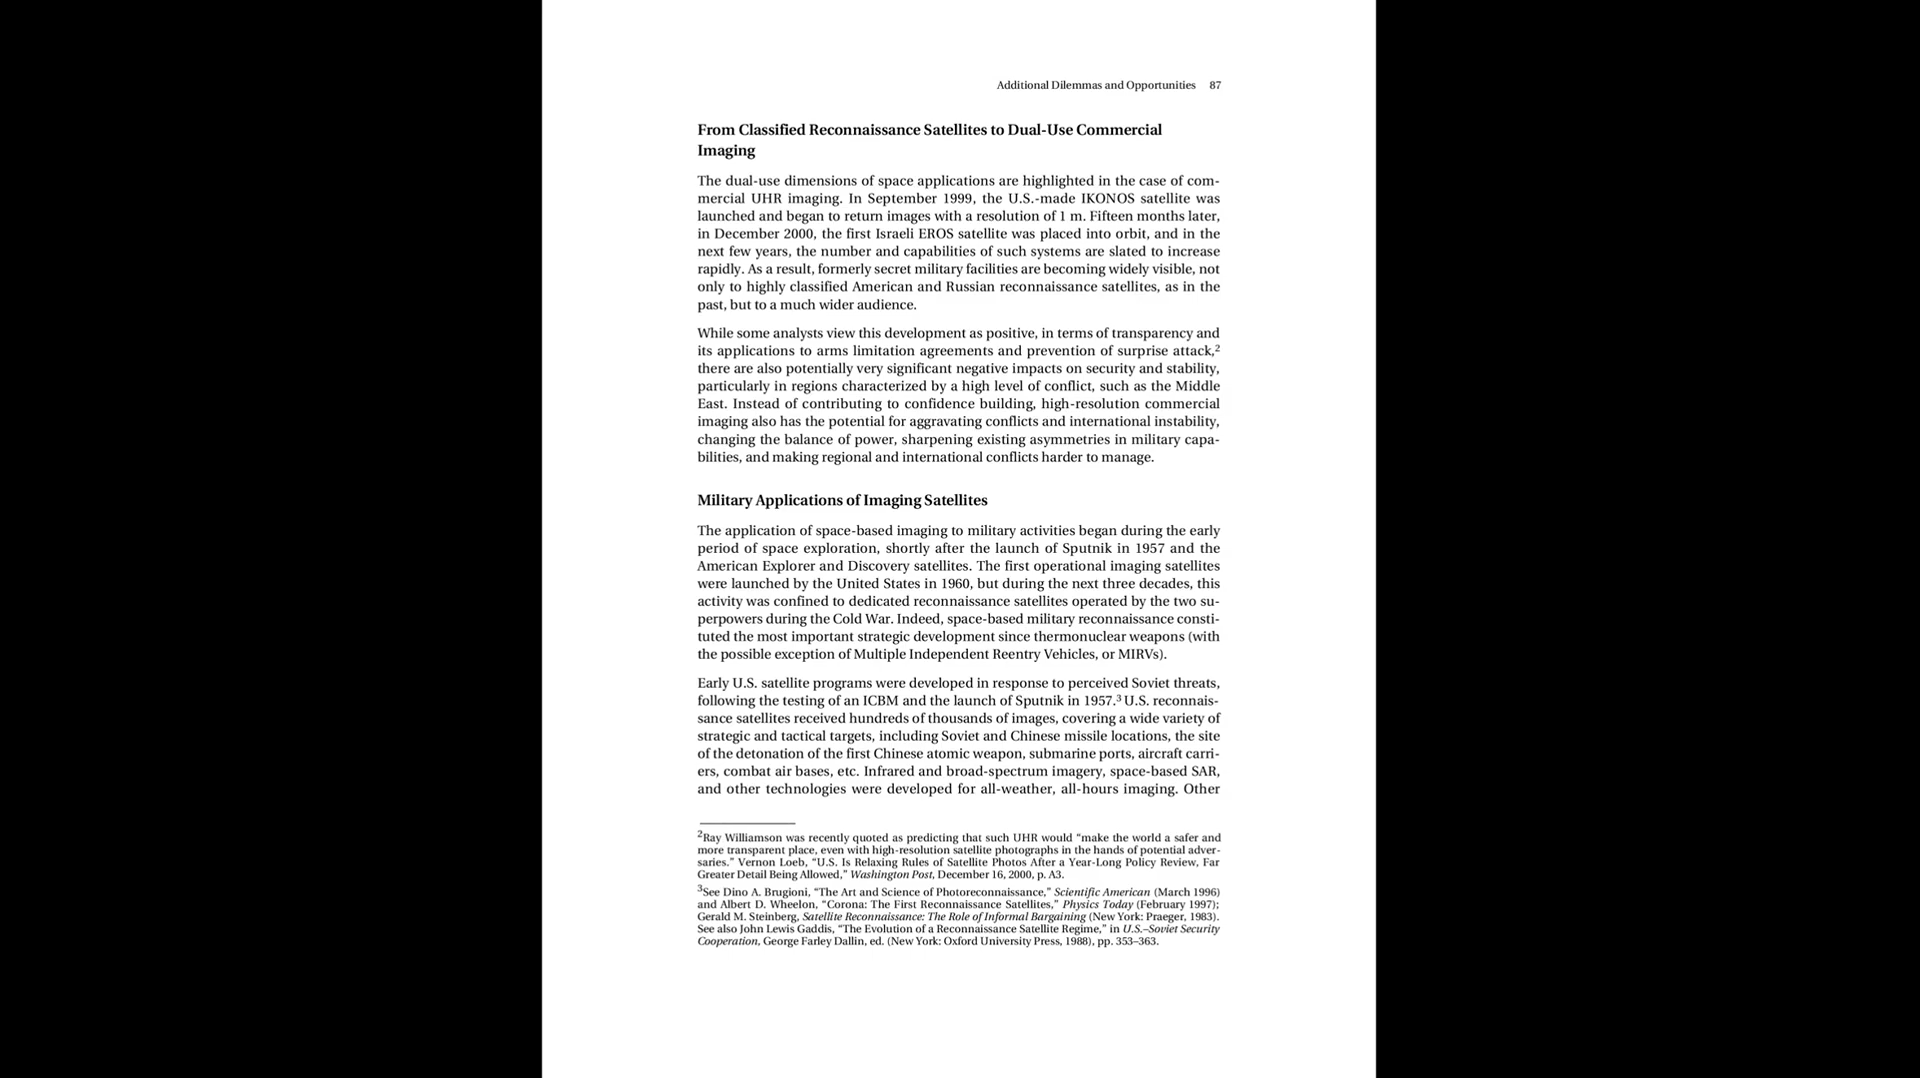 Additional Dilemmas and Opportunities 87
From Classified Reconnaissance Satellites to Dual-Use Commercial
Imaging
The dual-use dimensions of space applications are highlighted in the case of com-
mercial UHR imaging. In September 1999, the U.S.-made IKONOS satellite was
launched and began to return images with a resolution of 1 m. Fifteen months later,
in December 2000, the first Israeli EROS satellite was placed into orbit, and in the
next few years, the number and capabilities of such systems are slated to increase
rapidly. As a result, formerly secret military facilities are becoming widely visible, not
only to highly classified American and Russian reconnaissance satellites, as in the
past, but to a much wider audience.
While some analysts view this development as positive, in terms of transparency and
its applications to arms limitation agreements and prevention of surprise attack,2
there are also potentially very significant negative impacts on security and stability,
particularly in regions characterized by a high level of conflict, such as the Middle
East. Instead of contributing to confidence building, high-resolution commercial
imaging also has the potential for aggravating conflicts and international instability,
changing the balance of power, sharpening existing asymmetries in military capa-
bilities, and making regional and international conflicts harder to manage.
Military Applications of Imaging Satellites
The application of space-based imaging to military activities began during the early
period of space exploration, shortly after the launch of Sputnik in 1957 and the
American Explorer and Discovery satellites. The first operational imaging satellites
were launched by the United States in 1960, but during the next three decades, this
activity was confined to dedicated reconnaissance satellites operated by the two su-
perpowers during the Cold War. Indeed, space-based military reconnaissance consti-
tuted the most important strategic development since thermonuclear weapons (with
the possible exception of Multiple Independent Reentry Vehicles, or MIRVs).
Early U.S. satellite programs were developed in response to perceived Soviet threats,
following the testing of an ICBM and the launch of Sputnik in 1957.3 U.S. reconnais-
sance satellites received hundreds of thousands of images, covering a wide variety of
strategic and tactical targets, including Soviet and Chinese missile locations, the site
of the detonation of the first Chinese atomic weapon, submarine ports, aircraft carri-
ers, combat air bases, etc. Infrared and broad-spectrum imagery, space-based SAR,
and other technologies were developed for all-weather, all-hours imaging. Other
2Ray Williamson was recently quoted as predicting that such UHR would “make the world a safer and
more transparent place, even with high-resolution satellite photographs in the hands of potential adver-
saries.” Vernon Loeb, “U.S. Is Relaxing Rules of Satellite Photos After a Year-Long Policy Review, Far
Greater Detail Being Allowed,” Washington Post, December 16, 2000, p. A3.
3See Dino A. Brugioni, “The Art and Science of Photoreconnaissance,” Scientific American (March 1996)
and Albert D. Wheelon, “Corona: The First Reconnaissance Satellites,” Physics Today (February 1997);
Gerald M. Steinberg, Satellite Reconnaissance: The Role of Informal Bargaining (New York: Praeger, 1983).
See also John Lewis Gaddis, “The Evolution of a Reconnaissance Satellite Regime,” in U.S.–Soviet Security
Cooperation, George Farley Dallin, ed. (New York: Oxford University Press, 1988), pp. 353–363.